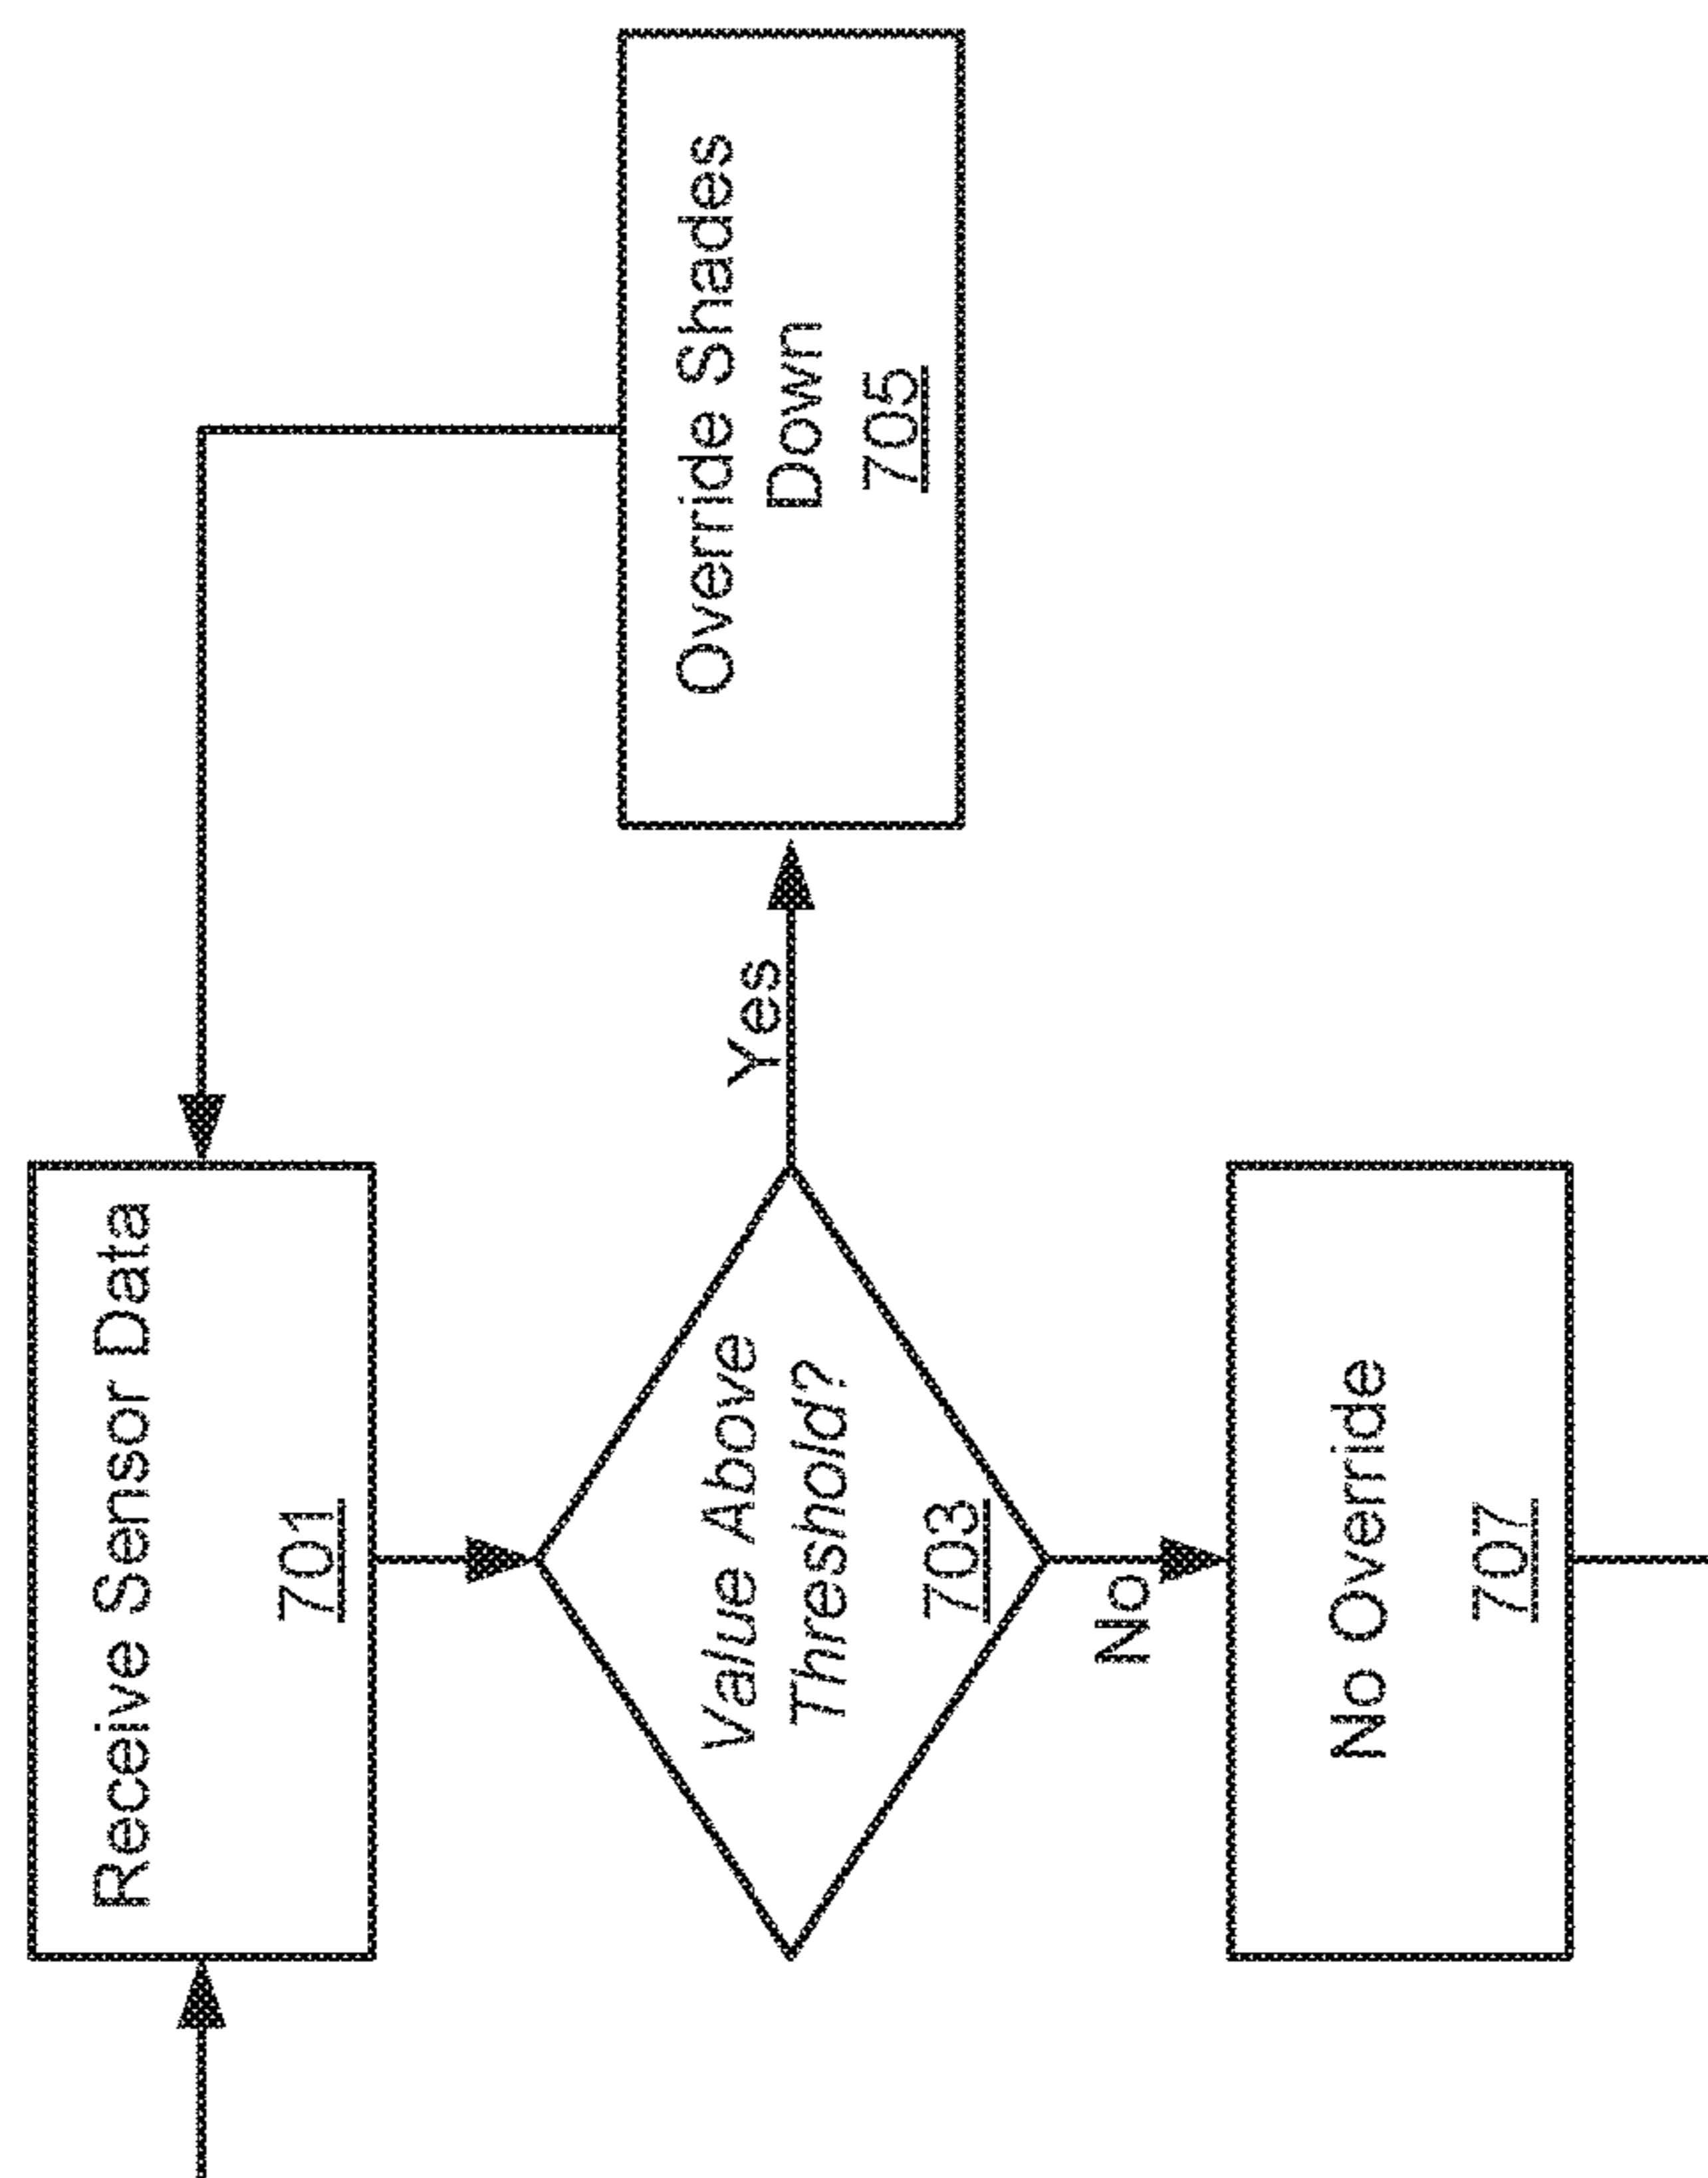 Receive Sensor Data
701
Value Above
Threshold?
703
Yes
Override Shades
Down
705
No
No Override
707